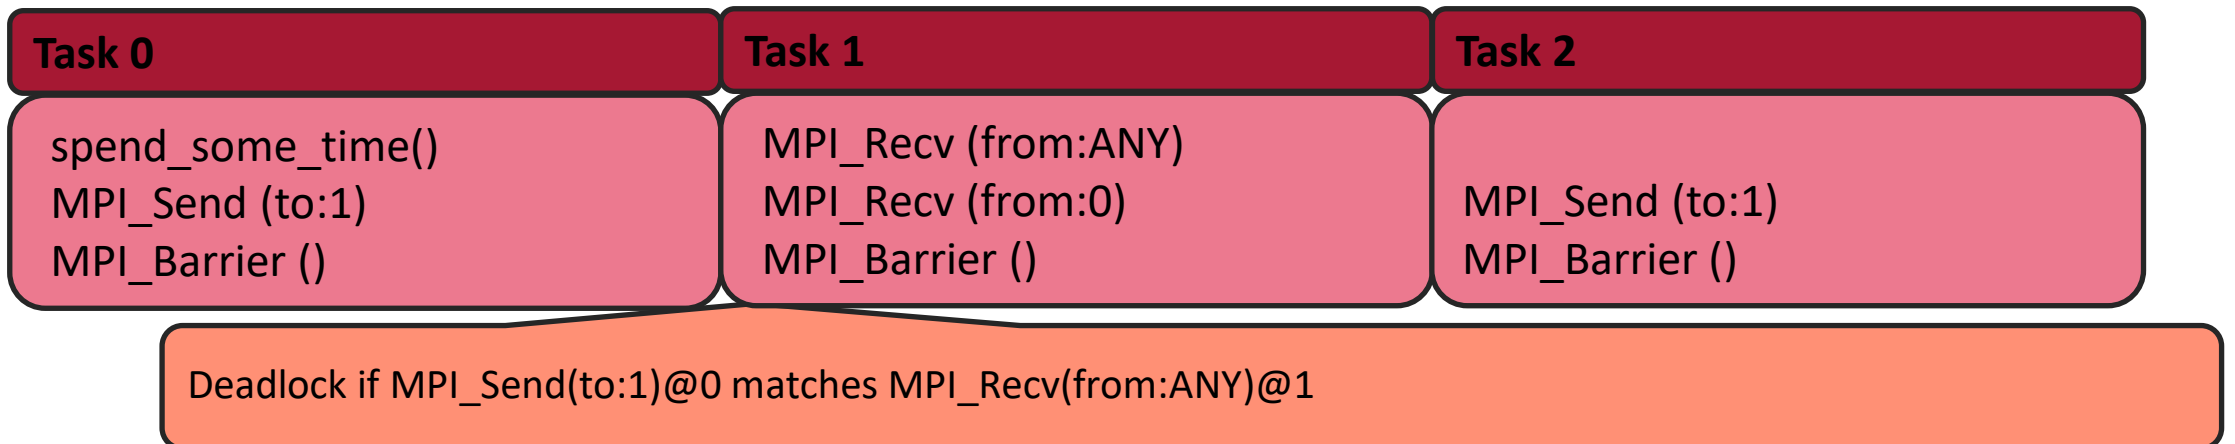 Task 0
spend_some_time()
MPI_Send (to:1)
MPI_Barrier ()
Task 1
MPI_Recv (from:ANY)
MPI_Recv (from:0)
MPI_Barrier ()
Task 2
MPI_Send (to:1)
MPI_Barrier ()
Deadlock if MPI_Send(to:1)@0 matches MPI_Recv(from:ANY)@1